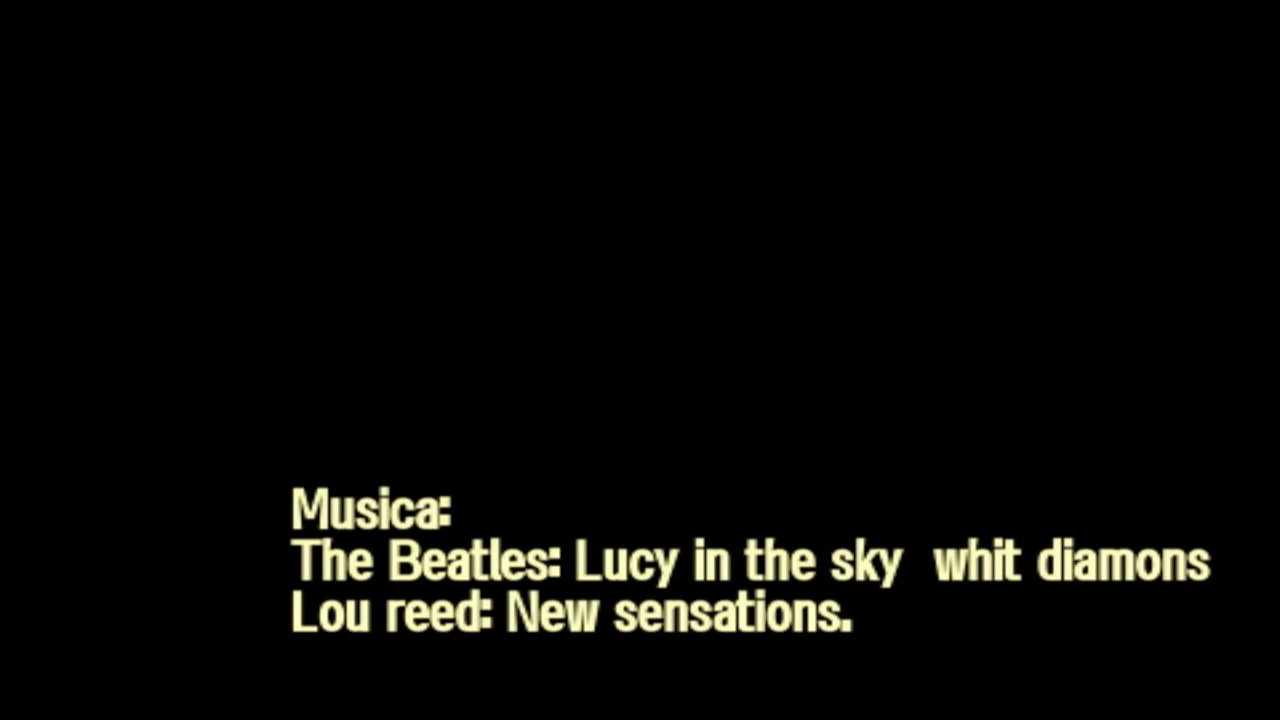 Musica:
The Beatles: Lucy in the sky  whit diamons
Lou reed: New sensations.